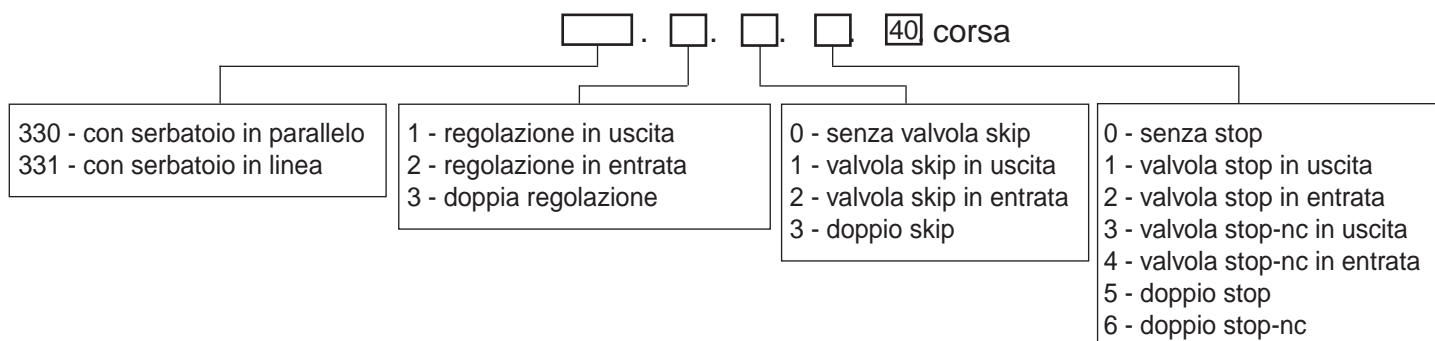 . . . . 40 corsa
330 - con serbatoio in parallelo
331 - con serbatoio in linea
1 - regolazione in uscita
2 - regolazione in entrata
3 - doppia regolazione
0 - senza valvola skip
1 - valvola skip in uscita
2 - valvola skip in entrata
3 - doppio skip
0 - senza stop
1 - valvola stop in uscita
2 - valvola stop in entrata
3 - valvola stop-nc in uscita
4 - valvola stop-nc in entrata
5 - doppio stop
6 - doppio stop-nc